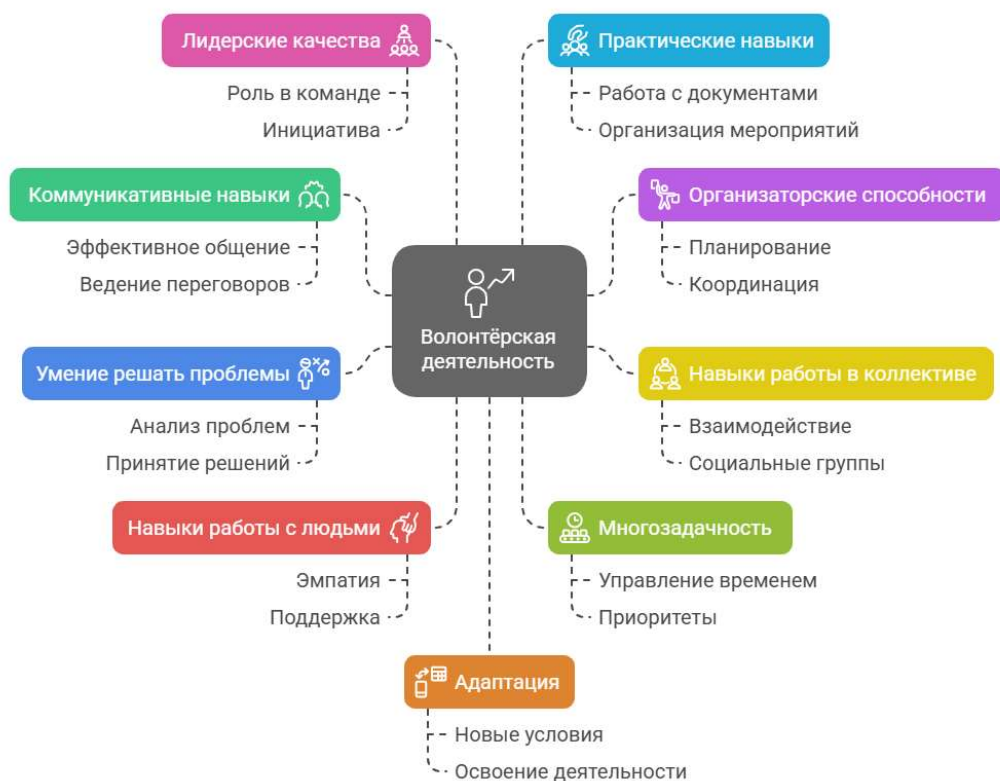 Лидерские качества
Роль в команде
Инициатива
Практические навыки
Работа с документами
Организация мероприятий
Коммуникативные навыки
Эффективное общение
Ведение переговоров
Организаторские способности
Планирование
Координация
Волонтёрская
деятельность
Умение решать проблемы
Анализ проблем
Принятие решений
Навыки работы в коллективе
Взаимодействие
Социальные группы
Навыки работы с людьми
Эмпатия
Поддержка
Многозадачность
Управление временем
Приоритеты
Адаптация
Новые условия
Освоение деятельности